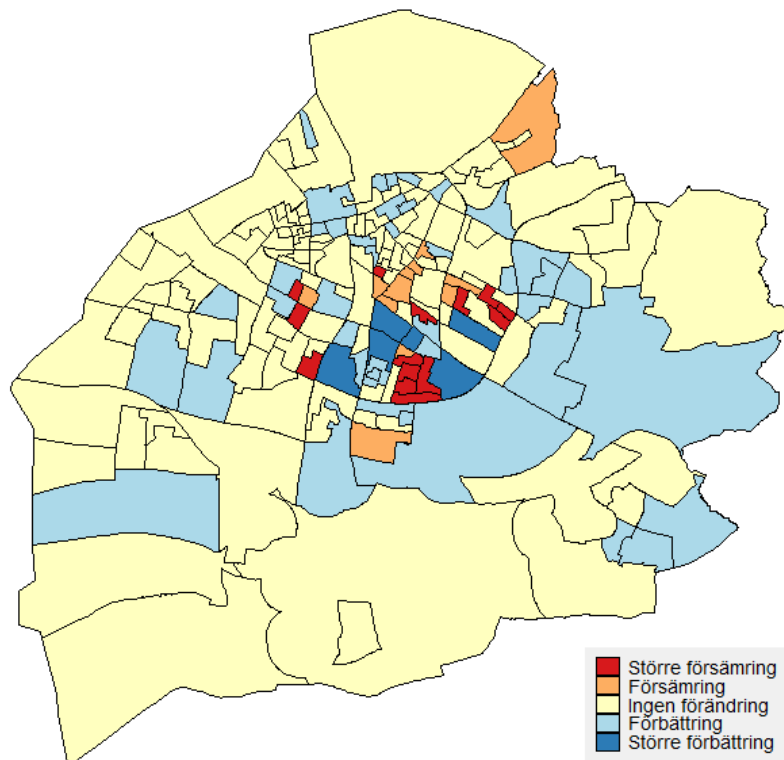 Större försämring
Försämring
Ingen förändring
Förbättring
Större förbättring